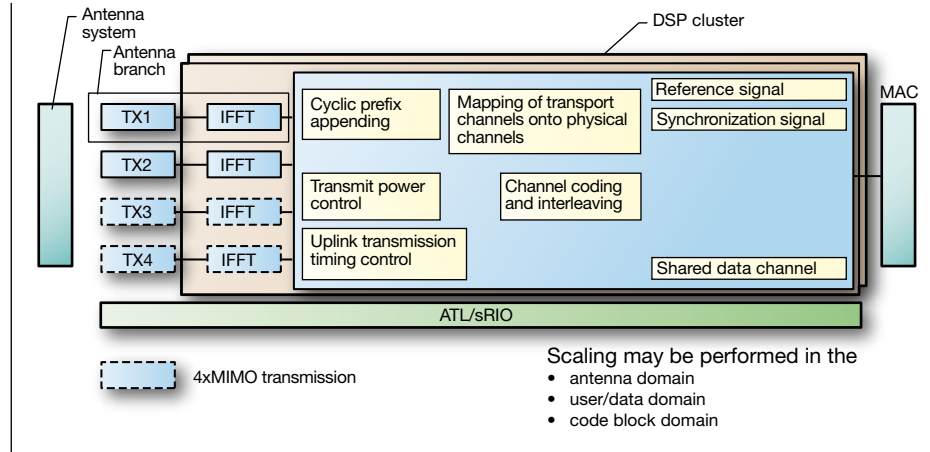 Antenna
system
Antenna
branch
DSP cluster
MAC
TX1
IFFT
Cyclic prefix
appending
Mapping of transport
channels onto physical
channels
Reference signal
Synchronization signal
TX2
IFFT
TX3
IFFT
Transmit power
control
Channel coding
and interleaving
TX4
IFFT
Uplink transmission
timing control
Shared data channel
ATL/sRIO
4xMIMO transmission
Scaling may be performed in the
• antenna domain
• user/data domain
• code block domain